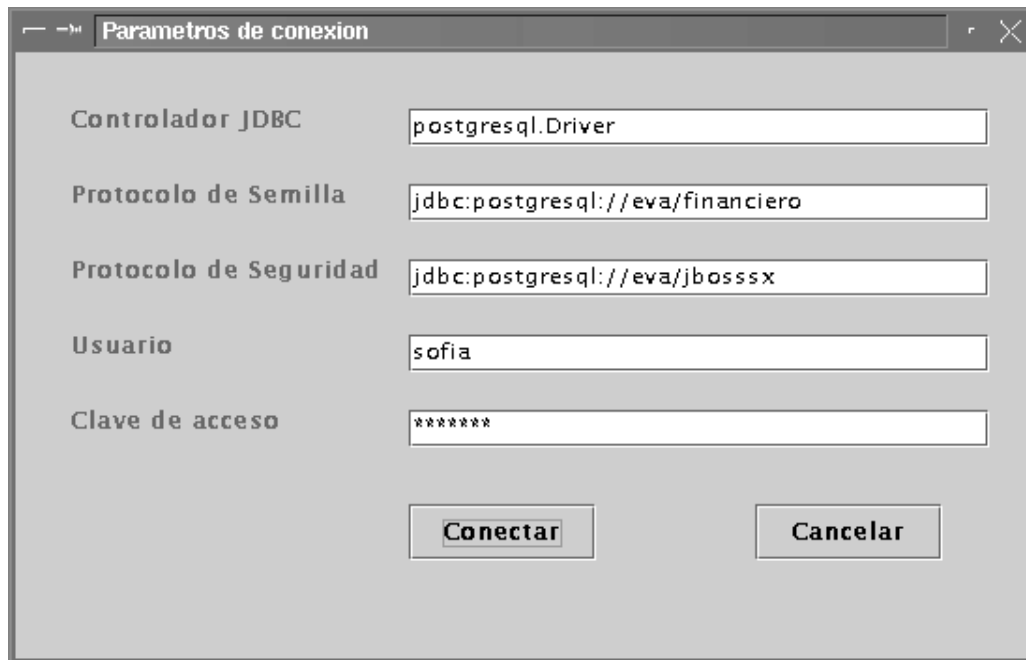 Parametros de conexion
Controlador JDBC postgresql.Driver
Protocolo de Semilla jdbc:postgresql://eva/financiero
Protocolo de Seguridad jdbc:postgresql://eva/jbosssx
Usuario sofia
Clave de acceso *******
Conectar Cancelar